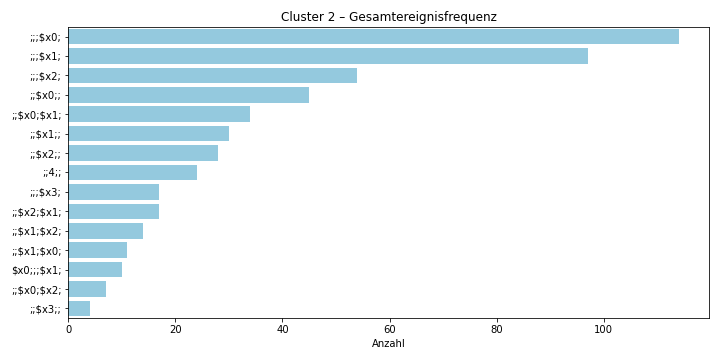 Cluster 2 – Gesamtereignisfrequenz
;;;$x0;
;;;$x1;
;;;$x2;
;;$x0;;
;;$x0;$x1;
;;$x1;;
;;$x2;;
;;4;;
;;;$x3;
;;$x2;$x1;
;;$x1;$x2;
;;$x1;$x0;
$x0;;;$x1;
;;$x0;$x2;
;;$x3;;
0 20 40 60 80 100
Anzahl